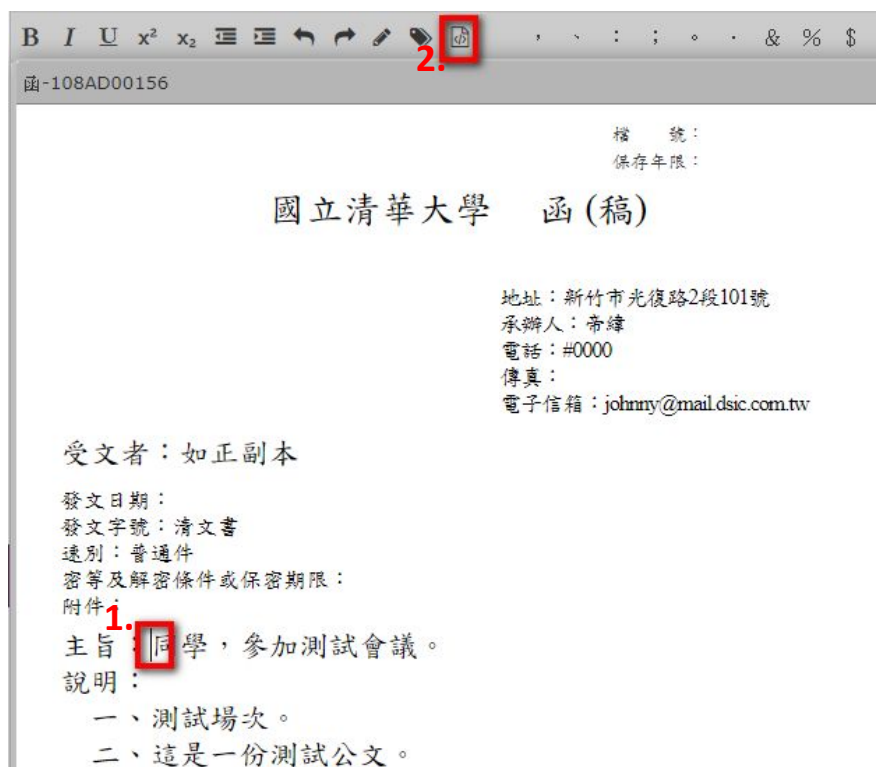 B I U x² x₂ , 、 : ; 。 · & % $
2.
函-108AD00156
檔 號：
保存年限：
國立清華大學 函(稿)
地址：新竹市光復路2段101號
承辦人：帝緯
電話：#0000
傳真：
電子信箱：johnny@mail.dsic.com.tw
受文者：如正副本
發文日期：
發文字號：清文書
速別：普通件
密等及解密條件或保密期限：
附件：
1.
主旨：同學，參加測試會議。
說明：
一、測試場次。
二、這是一份測試公文。